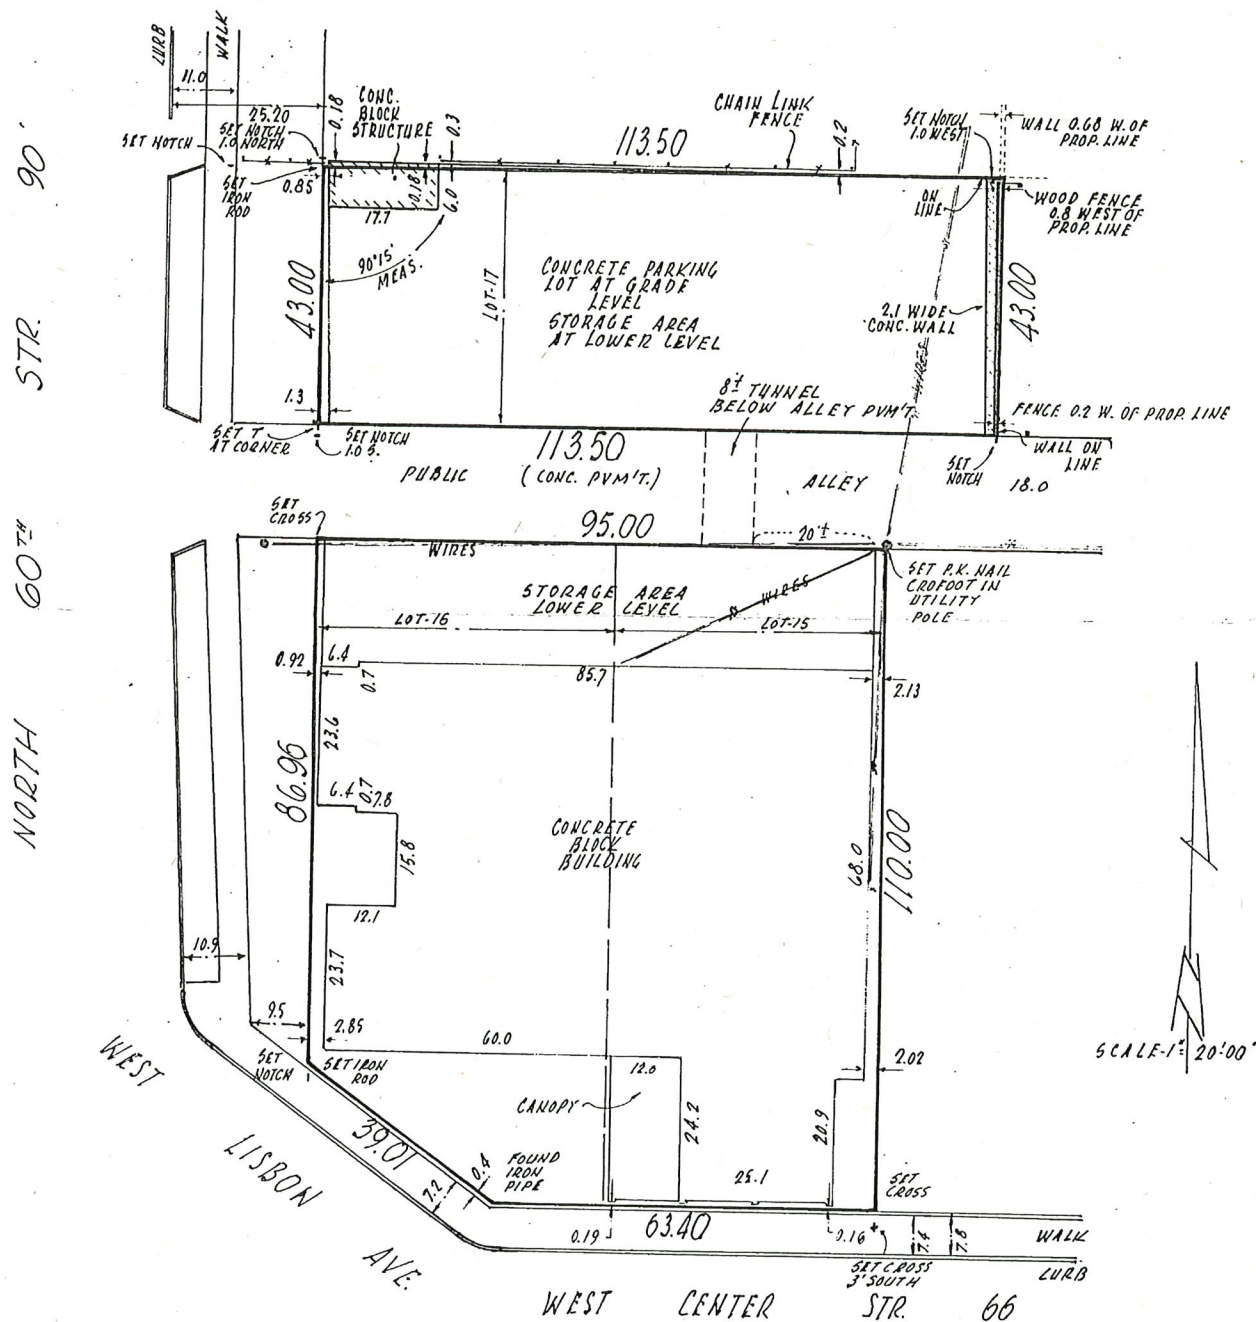 LURB
WALK
11.0
25.20
SET NOTCH
SET NOTCH
1.0 NORTH
SET
IRON
ROD
0.85
0.18
CONC.
BLOCK
STRUCTURE
0.3
113.50
CHAIN LINK
FENCE
0.2
SET NOTCH
1.0 WEST
WALL 0.68 W. OF
PROP. LINE
ON
LINE
WOOD FENCE
0.8 WEST OF
PROP. LINE
17.7
0.18
6.0
90°15'
MEAS.
43.00
LOT-17
CONCRETE PARKING
LOT AT GRADE
LEVEL
STORAGE AREA
AT LOWER LEVEL
2.1 WIDE
CONC. WALL
WIRES
43.00
1.3
8'± TUNNEL
BELOW ALLEY PVM'T.
FENCE 0.2 W. OF PROP. LINE
SET T
AT CORNER
SET NOTCH
1.0 S.
113.50
(CONC. PVM'T.)
WALL ON
LINE
SET
NOTCH
18.0
PUBLIC
ALLEY
NORTH 60TH STR. 90'
SET
CROSS
95.00
20'±
WIRES
SET P.K. NAIL
CROFOOT IN
UTILITY
POLE
STORAGE AREA
LOWER LEVEL
WIRES
LOT-16
LOT-15
0.92
6.4
0.7
85.7
2.13
23.6
86.96
6.4
0.7
7.8
15.8
12.1
CONCRETE
BLOCK
BUILDING
68.0
110.00
10.9
23.7
9.5
2.85
60.0
SET
NOTCH
SET IRON
ROD
12.0
2.02
CANOPY
24.2
20.9
SCALE-1"=20'-00"
39.01
7.2
0.4
FOUND
IRON
PIPE
25.1
SET
CROSS
0.19
63.40
0.16
SET CROSS
3' SOUTH
7.4
7.8
WALK
LURB
WEST LISBON AVE.
WEST CENTER STR. 66